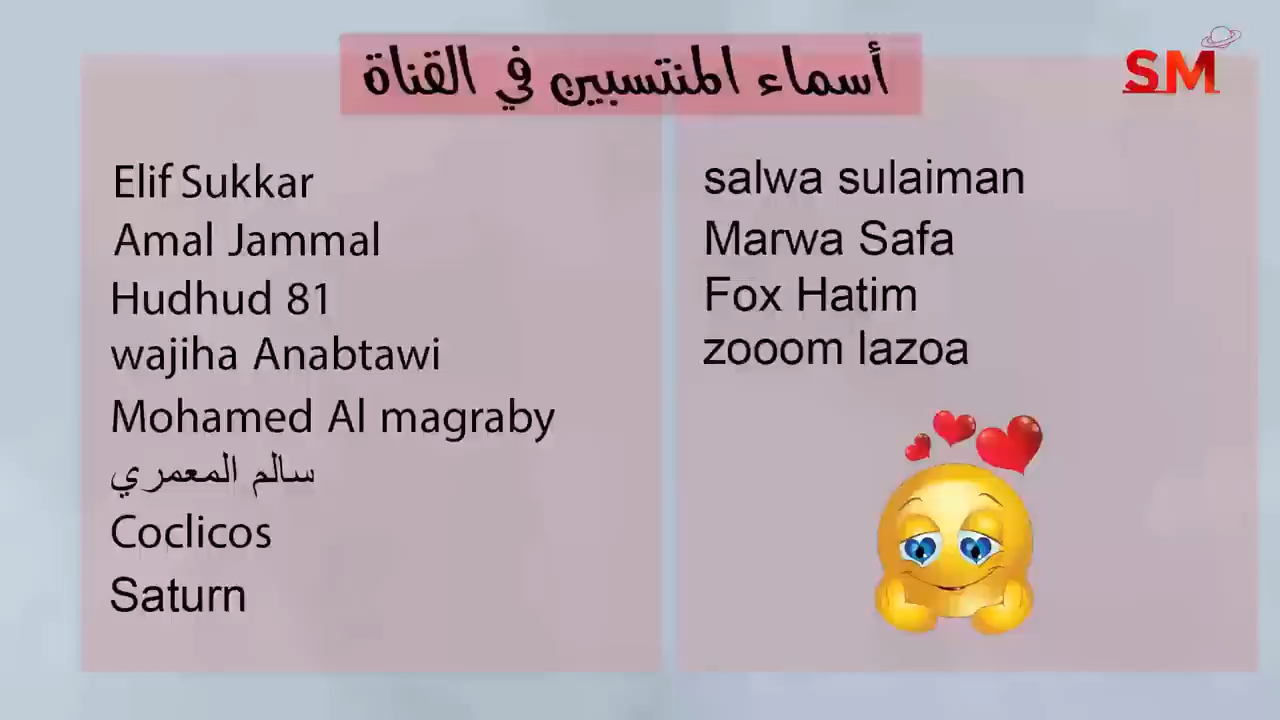 أسماء المنتسبين في القناة
SM
Elif Sukkar
Amal Jammal
Hudhud 81
wajiha Anabtawi
Mohamed Al magraby
سالم المعمري
Coclicos
Saturn
salwa sulaiman
Marwa Safa
Fox Hatim
zooom lazoa